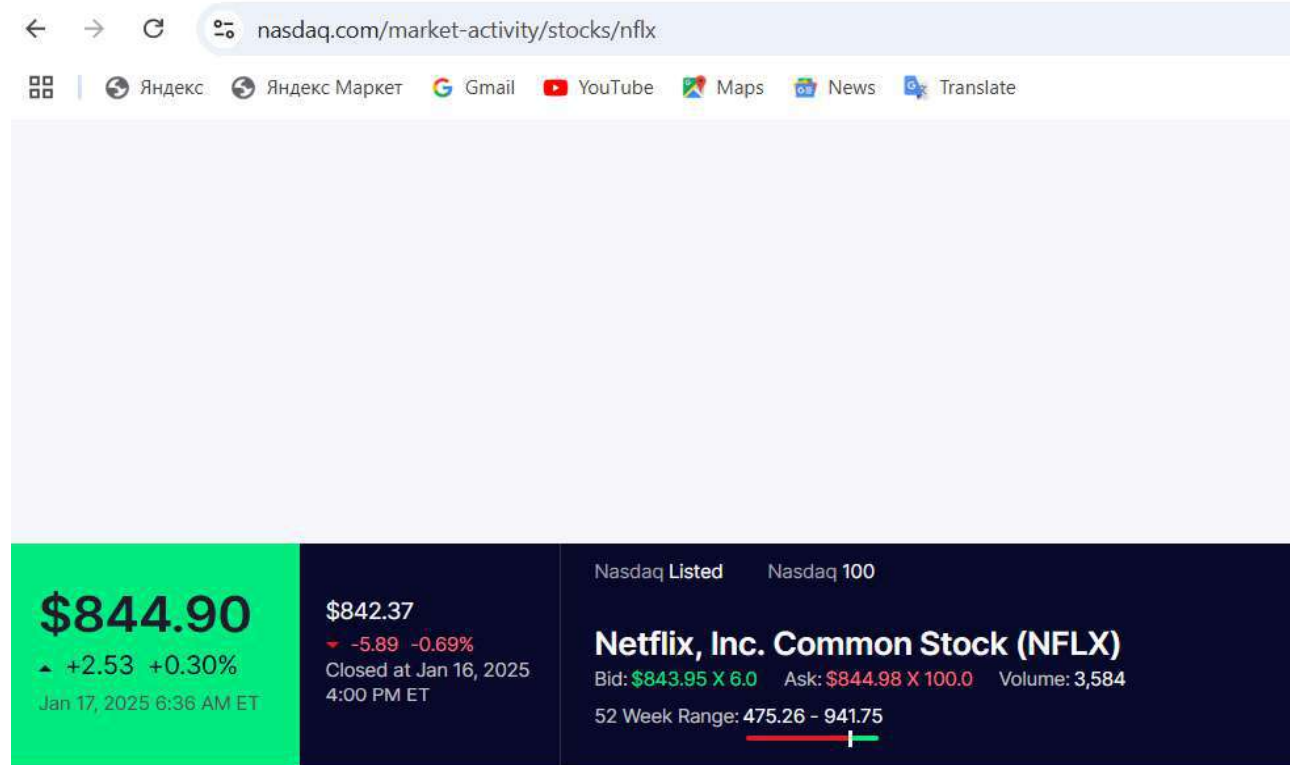 nasdaq.com/market-activity/stocks/nflx
Яндекс Яндекс Маркет Gmail YouTube Maps News Translate
$844.90
+2.53 +0.30%
Jan 17, 2025 6:36 AM ET
$842.37
-5.89 -0.69%
Closed at Jan 16, 2025
4:00 PM ET
Nasdaq Listed Nasdaq 100
Netflix, Inc. Common Stock (NFLX)
Bid: $843.95 X 6.0 Ask: $844.98 X 100.0 Volume: 3,584
52 Week Range: 475.26 - 941.75